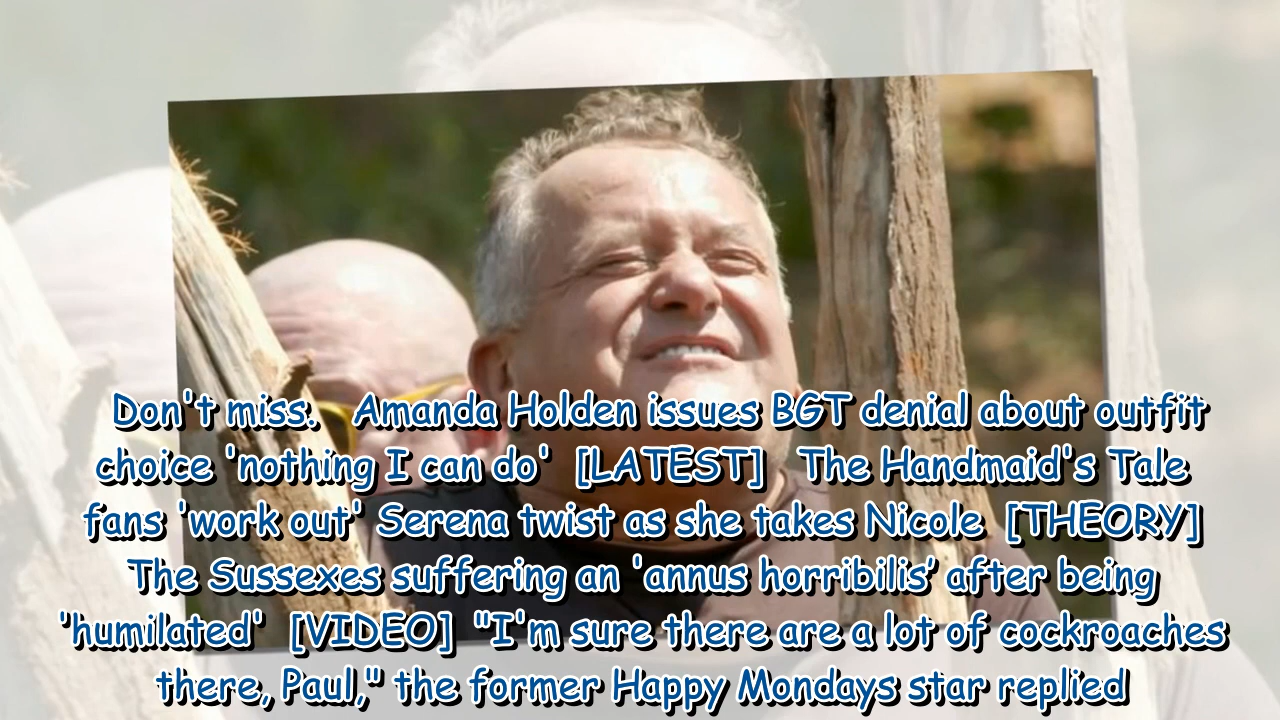 Don't miss.   Amanda Holden issues BGT denial about outfit
choice 'nothing I can do'  [LATEST]   The Handmaid's Tale
fans 'work out' Serena twist as she takes Nicole  [THEORY]
The Sussexes suffering an 'annus horribilis’ after being
'humilated'  [VIDEO]  "I'm sure there are a lot of cockroaches
there, Paul," the former Happy Mondays star replied